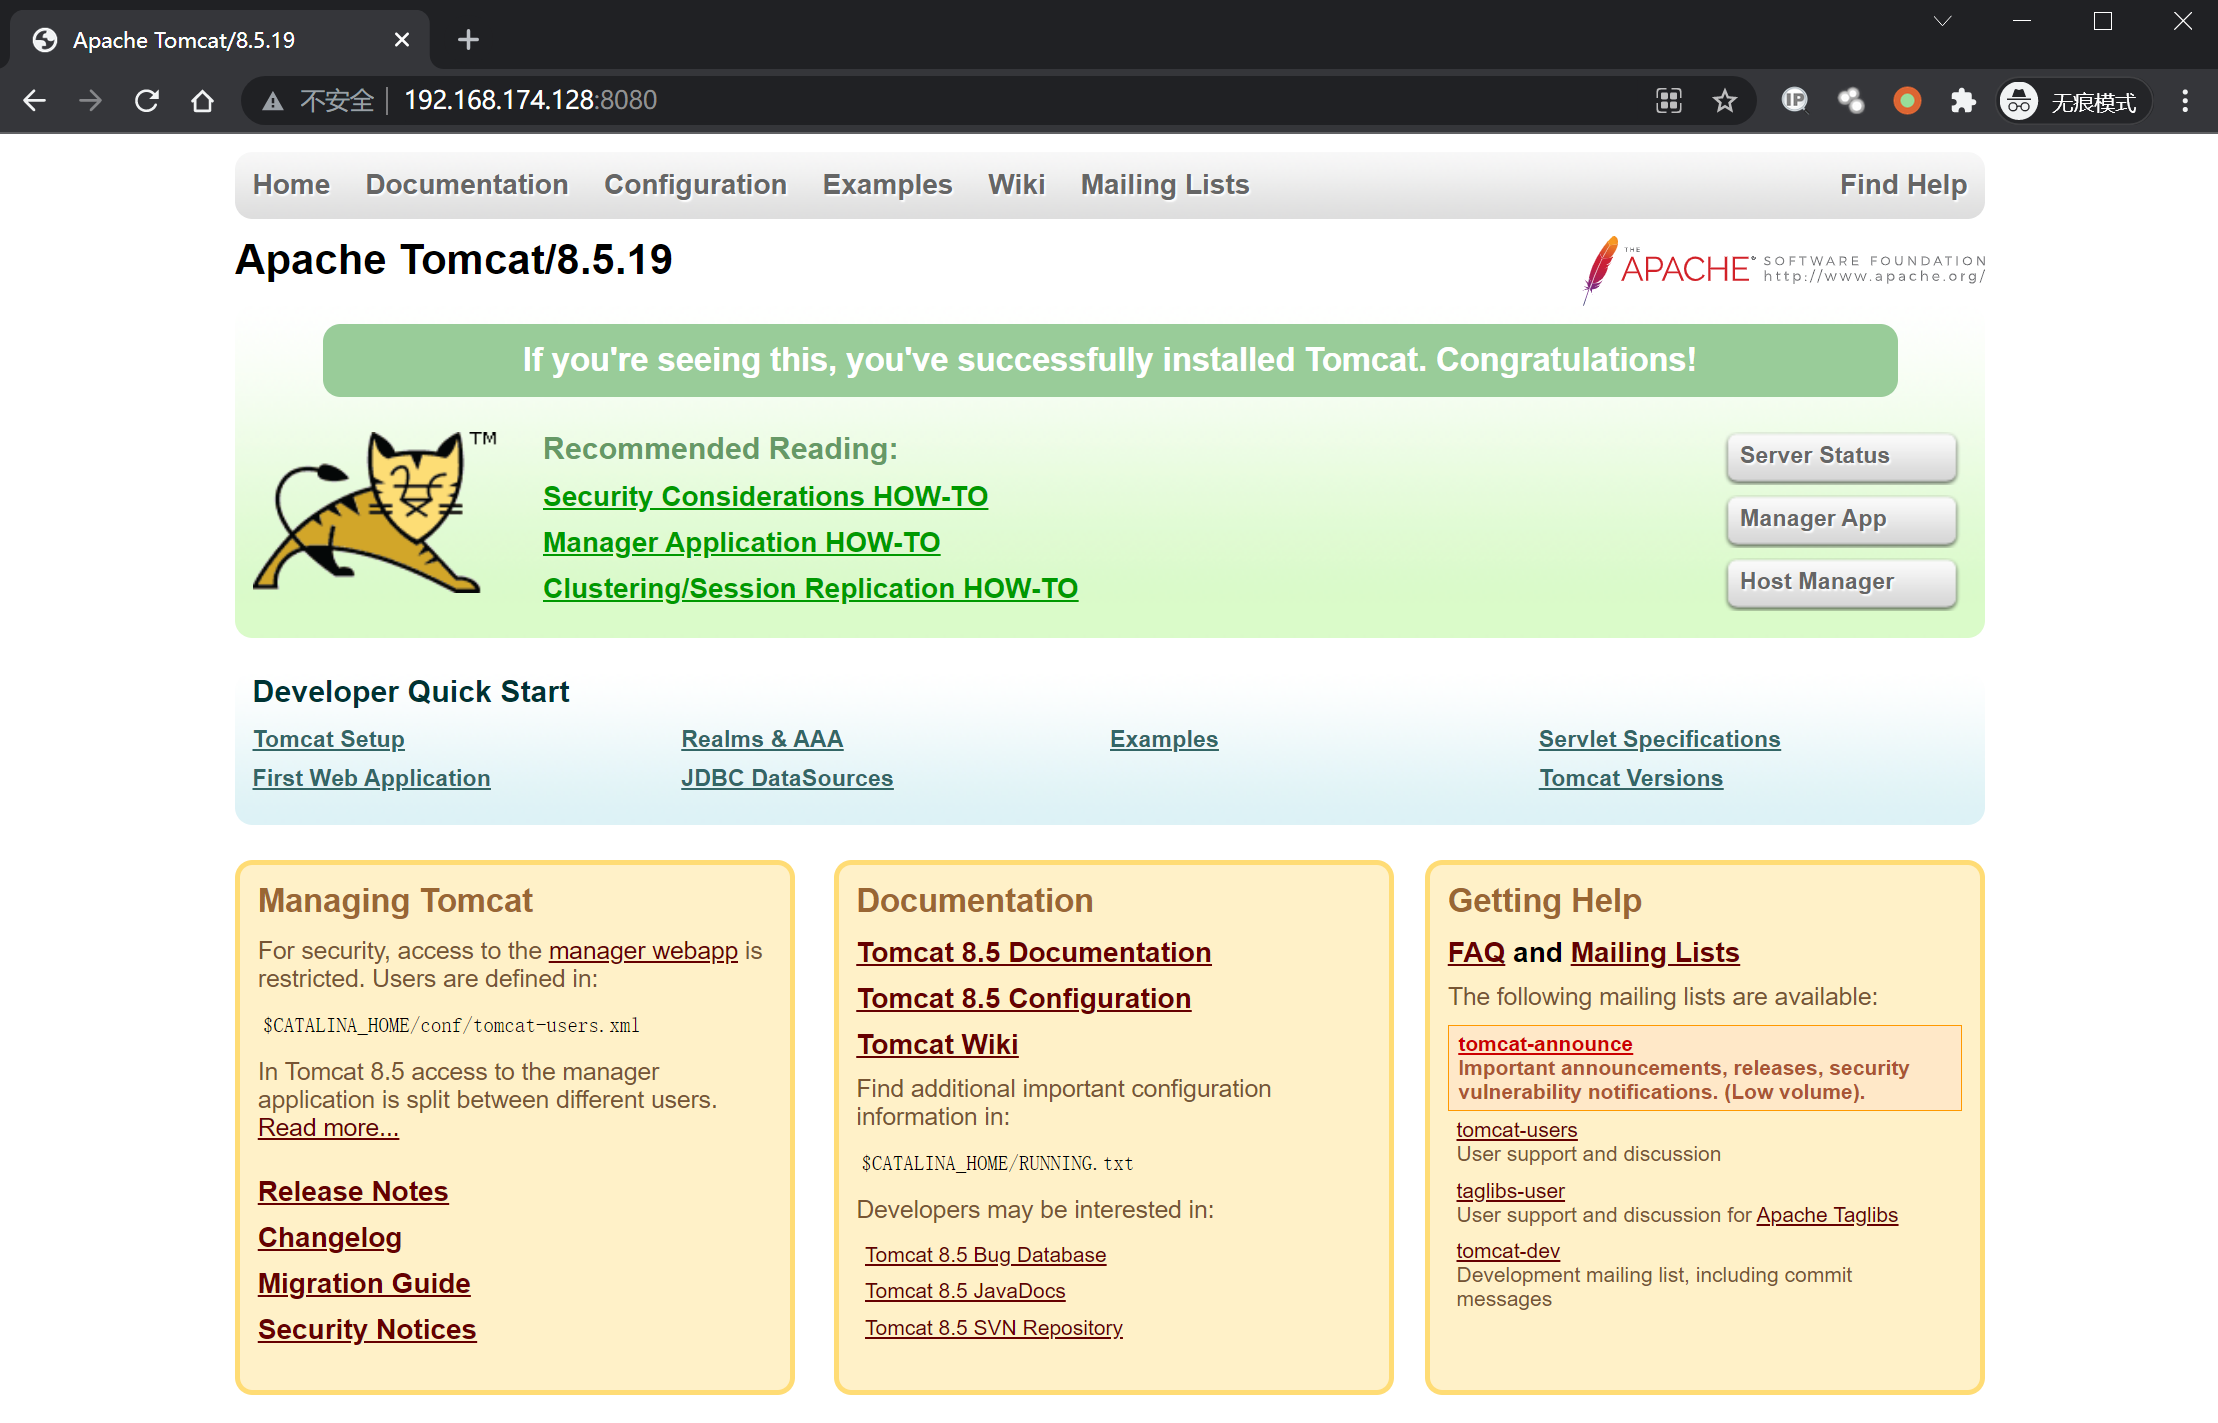 Apache Tomcat/8.5.19
不安全 192.168.174.128:8080
IP
无痕模式
Home Documentation Configuration Examples Wiki Mailing Lists Find Help
Apache Tomcat/8.5.19
THE
APACHE® SOFTWARE FOUNDATION
http://www.apache.org/
If you're seeing this, you've successfully installed Tomcat. Congratulations!
TM
Recommended Reading:
Security Considerations HOW-TO
Manager Application HOW-TO
Clustering/Session Replication HOW-TO
Server Status
Manager App
Host Manager
Developer Quick Start
Tomcat Setup
First Web Application
Realms & AAA
JDBC DataSources
Examples
Servlet Specifications
Tomcat Versions
Managing Tomcat
For security, access to the manager webapp is
restricted. Users are defined in:
$CATALINA_HOME/conf/tomcat-users.xml
In Tomcat 8.5 access to the manager
application is split between different users.
Read more...
Release Notes
Changelog
Migration Guide
Security Notices
Documentation
Tomcat 8.5 Documentation
Tomcat 8.5 Configuration
Tomcat Wiki
Find additional important configuration
information in:
$CATALINA_HOME/RUNNING.txt
Developers may be interested in:
Tomcat 8.5 Bug Database
Tomcat 8.5 JavaDocs
Tomcat 8.5 SVN Repository
Getting Help
FAQ and Mailing Lists
The following mailing lists are available:
tomcat-announce
Important announcements, releases, security
vulnerability notifications. (Low volume).
tomcat-users
User support and discussion
taglibs-user
User support and discussion for Apache Taglibs
tomcat-dev
Development mailing list, including commit
messages